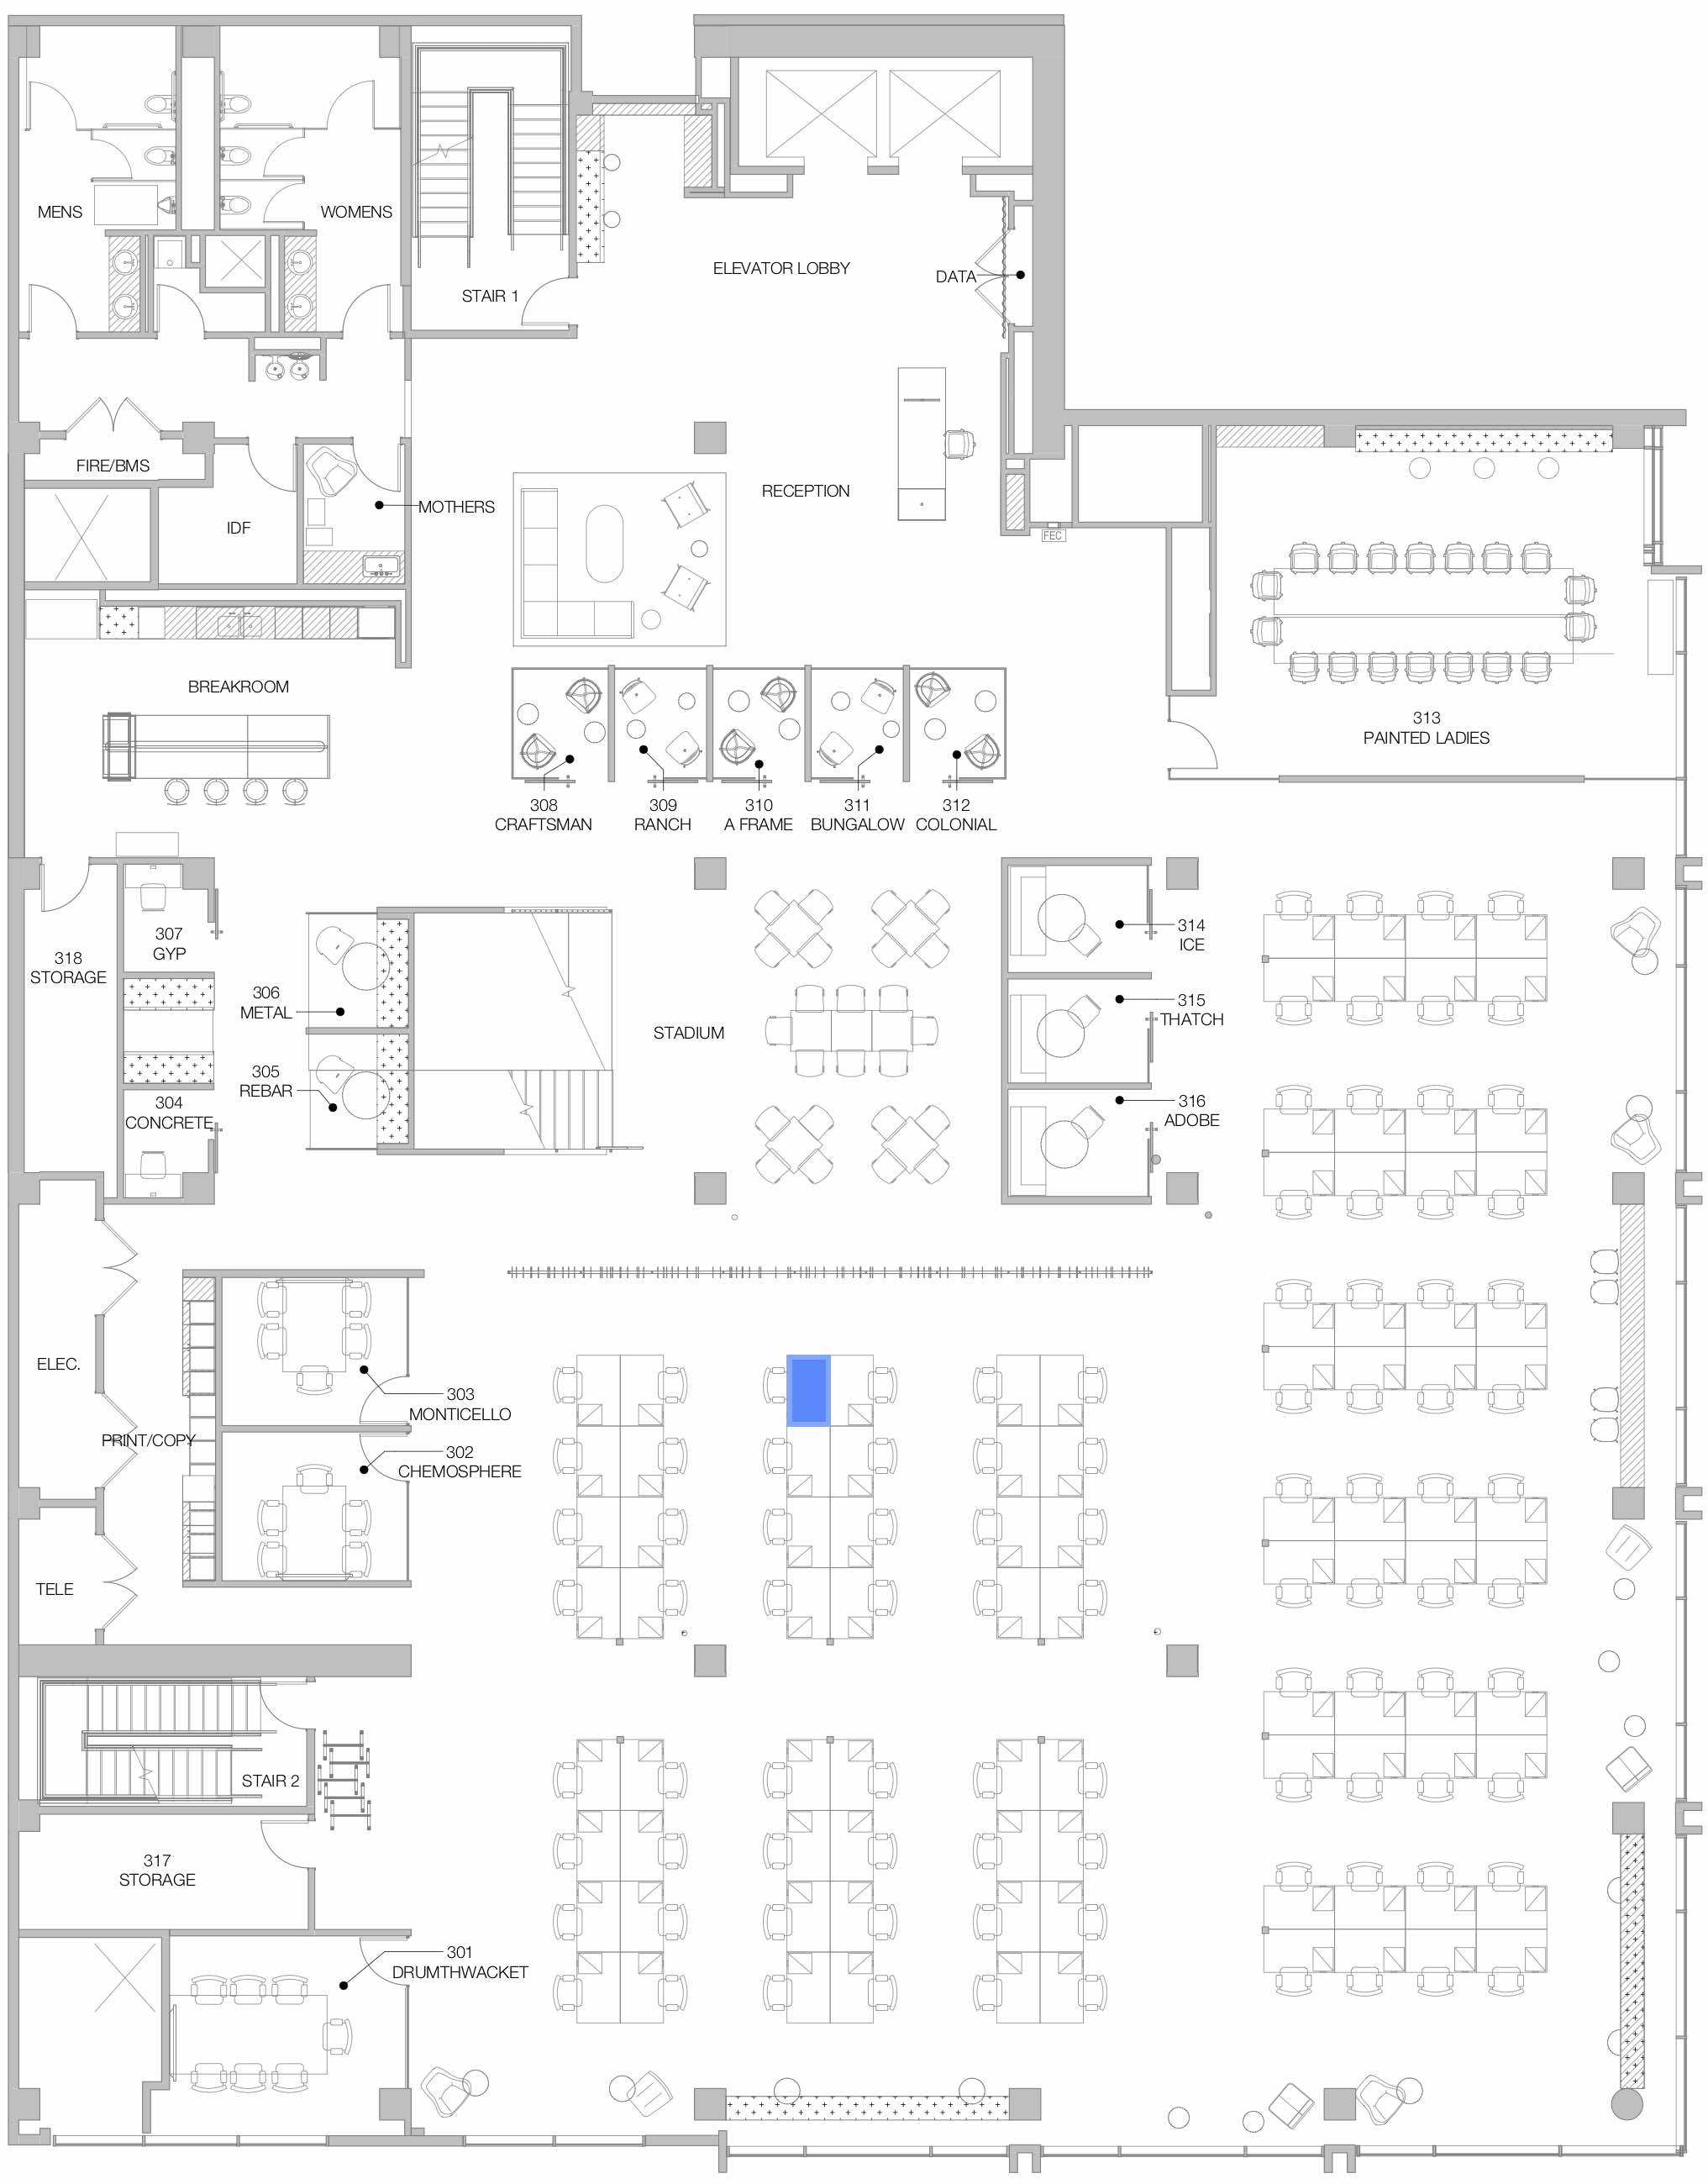 MENS
WOMENS
STAIR 1
ELEVATOR LOBBY
DATA
FIRE/BMS
IDF
MOTHERS
RECEPTION
FEC
BREAKROOM
313
PAINTED LADIES
308
CRAFTSMAN
309
RANCH
310
A FRAME
311
BUNGALOW
312
COLONIAL
318
STORAGE
307
GYP
306
METAL
305
REBAR
304
CONCRETE
STADIUM
314
ICE
315
THATCH
316
ADOBE
ELEC.
PRINT/COPY
303
MONTICELLO
302
CHEMOSPHERE
TELE
STAIR 2
317
STORAGE
301
DRUMTHWACKET